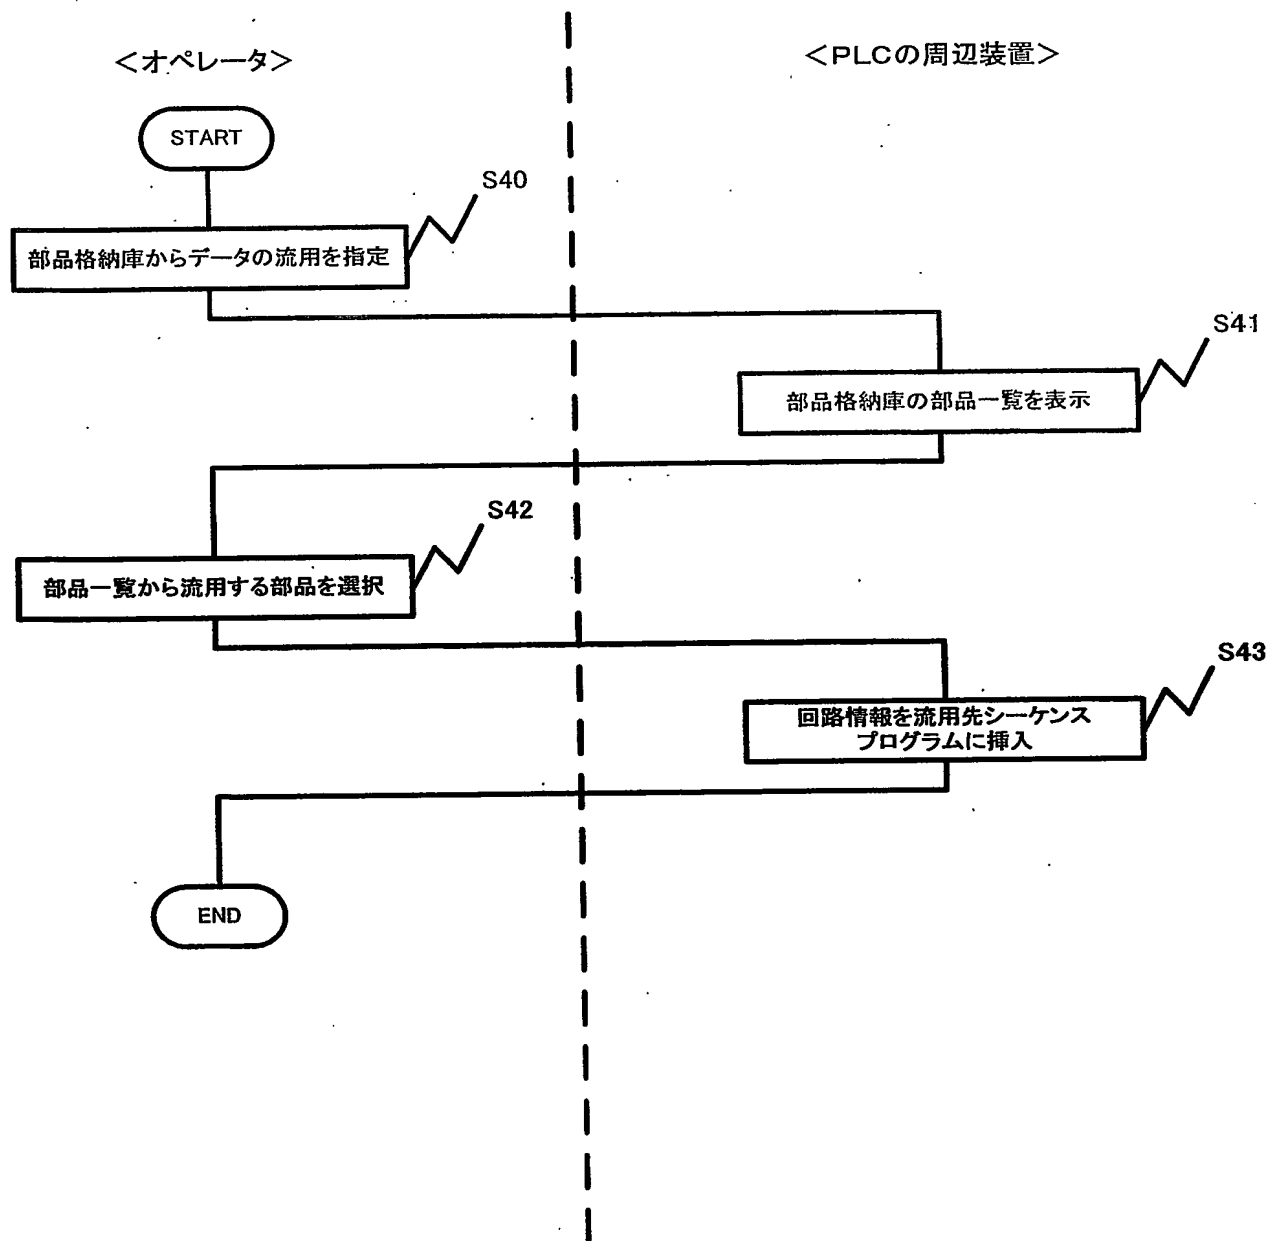 ＜オペレータ＞
＜PLCの周辺装置＞
START
S40
部品格納庫からデータの流用を指定
S41
部品格納庫の部品一覧を表示
S42
部品一覧から流用する部品を選択
S43
回路情報を流用先シーケンス
プログラムに挿入
END